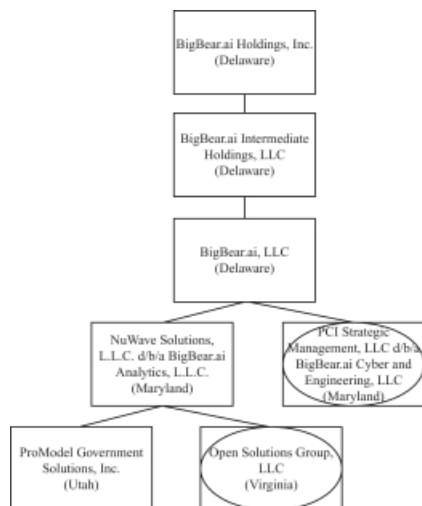 BigBear.ai Holdings, Inc.
(Delaware)
BigBear.ai Intermediate
Holdings, LLC
(Delaware)
BigBear.ai, LLC
(Delaware)
NuWave Solutions,
L.L.C. d/b/a BigBear.ai
Analytics, L.L.C.
(Maryland)
PCI Strategic
Management, LLC d/b/a
BigBear.ai Cyber and
Engineering, LLC
(Maryland)
ProModel Government
Solutions, Inc.
(Utah)
Open Solutions Group,
LLC
(Virginia)